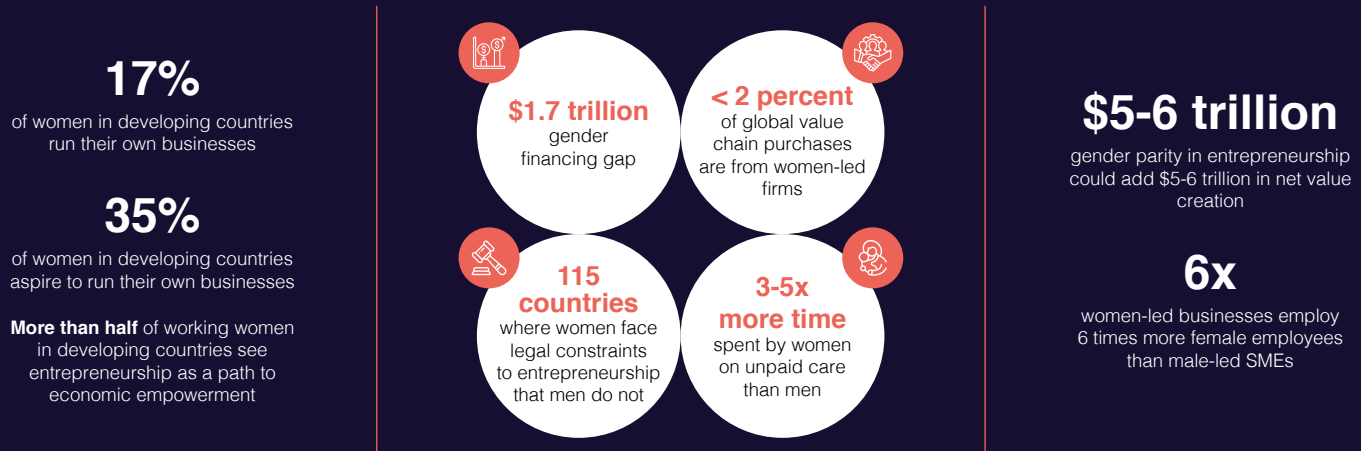 17%
of women in developing countries
run their own businesses
35%
of women in developing countries
aspire to run their own businesses
More than half of working women
in developing countries see
entrepreneurship as a path to
economic empowerment
$1.7 trillion
gender
financing gap
< 2 percent
of global value
chain purchases
are from women-led
firms
115
countries
where women face
legal constraints
to entrepreneurship
that men do not
3-5x
more time
spent by women
on unpaid care
than men
$5-6 trillion
gender parity in entrepreneurship
could add $5-6 trillion in net value
creation
6x
women-led businesses employ
6 times more female employees
than male-led SMEs